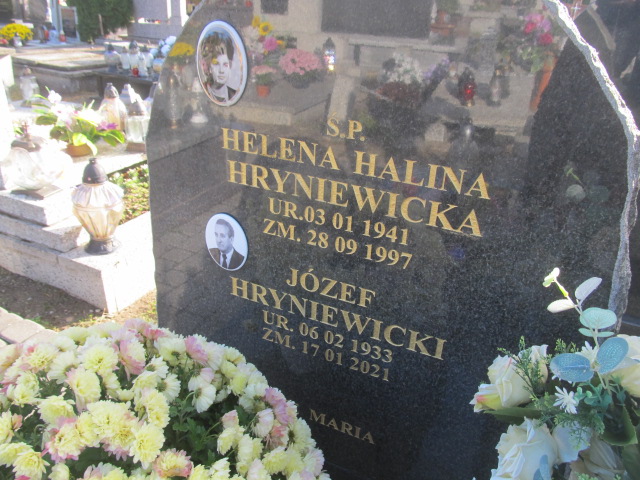 S.P.
HELENA HALINA
HRYNIEWICKA
UR.03 01 1941
ZM. 28 09 1997
JÓZEF
HRYNIEWICKI
UR. 06 02 1933
ZM. 17 01 2021
MARIA